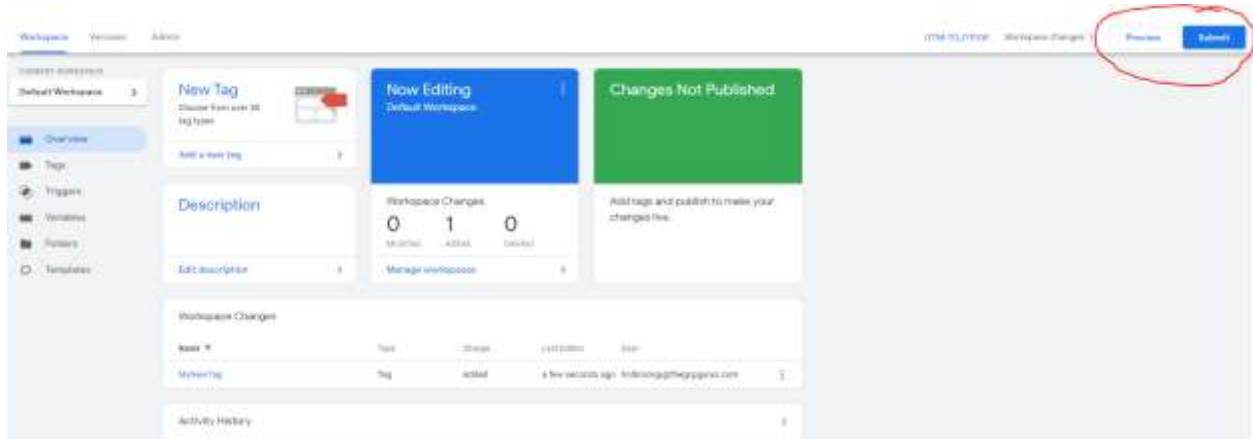 Workspace Versions Admin
Workspace Changes 1 Preview Submit
CURRENT WORKSPACE
Default Workspace
Overview
Tags
Triggers
Variables
Folders
Templates
New Tag
Choose from over 50
tag types
Add a new tag
Description
Edit description
Now Editing
Default Workspace
Workspace Changes
0 1 0
Modified Added Deleted
Manage workspaces
Changes Not Published
Add tags and publish to make your
changes live.
Workspace Changes
Name Type Change Last Edited User
MyNewTag Tag Added a few seconds ago
Activity History